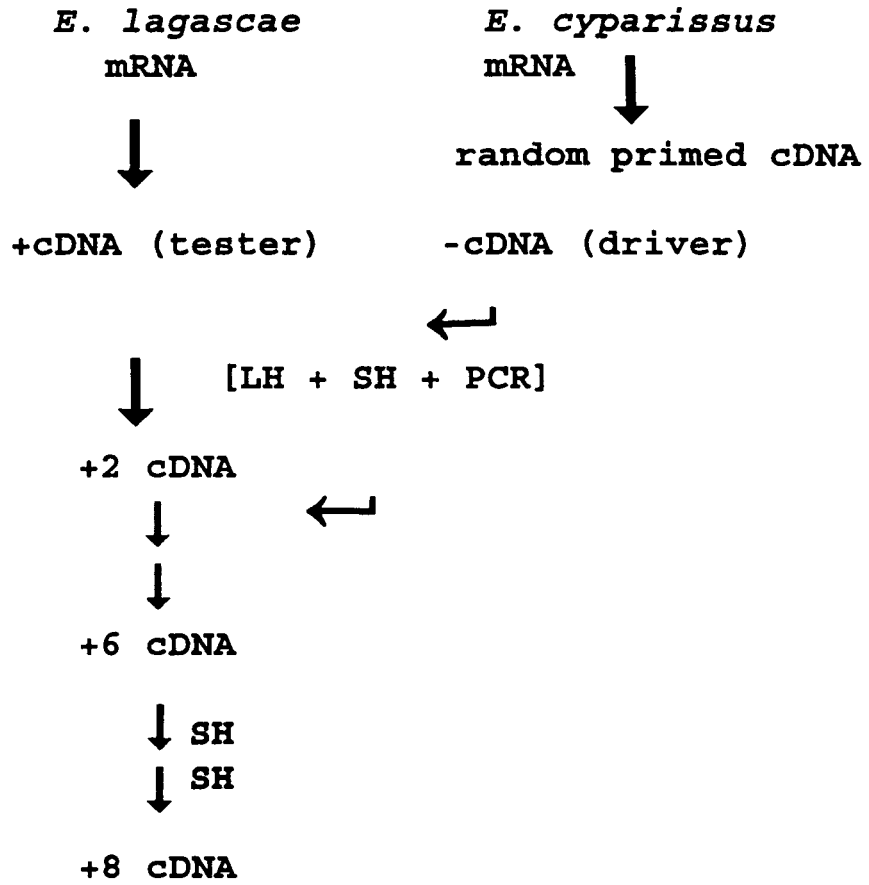 E. lagascae
mRNA
E. cyparissus
mRNA
random primed cDNA
+cDNA (tester)
-cDNA (driver)
[LH + SH + PCR]
+2 cDNA
+6 cDNA
SH
SH
+8 cDNA